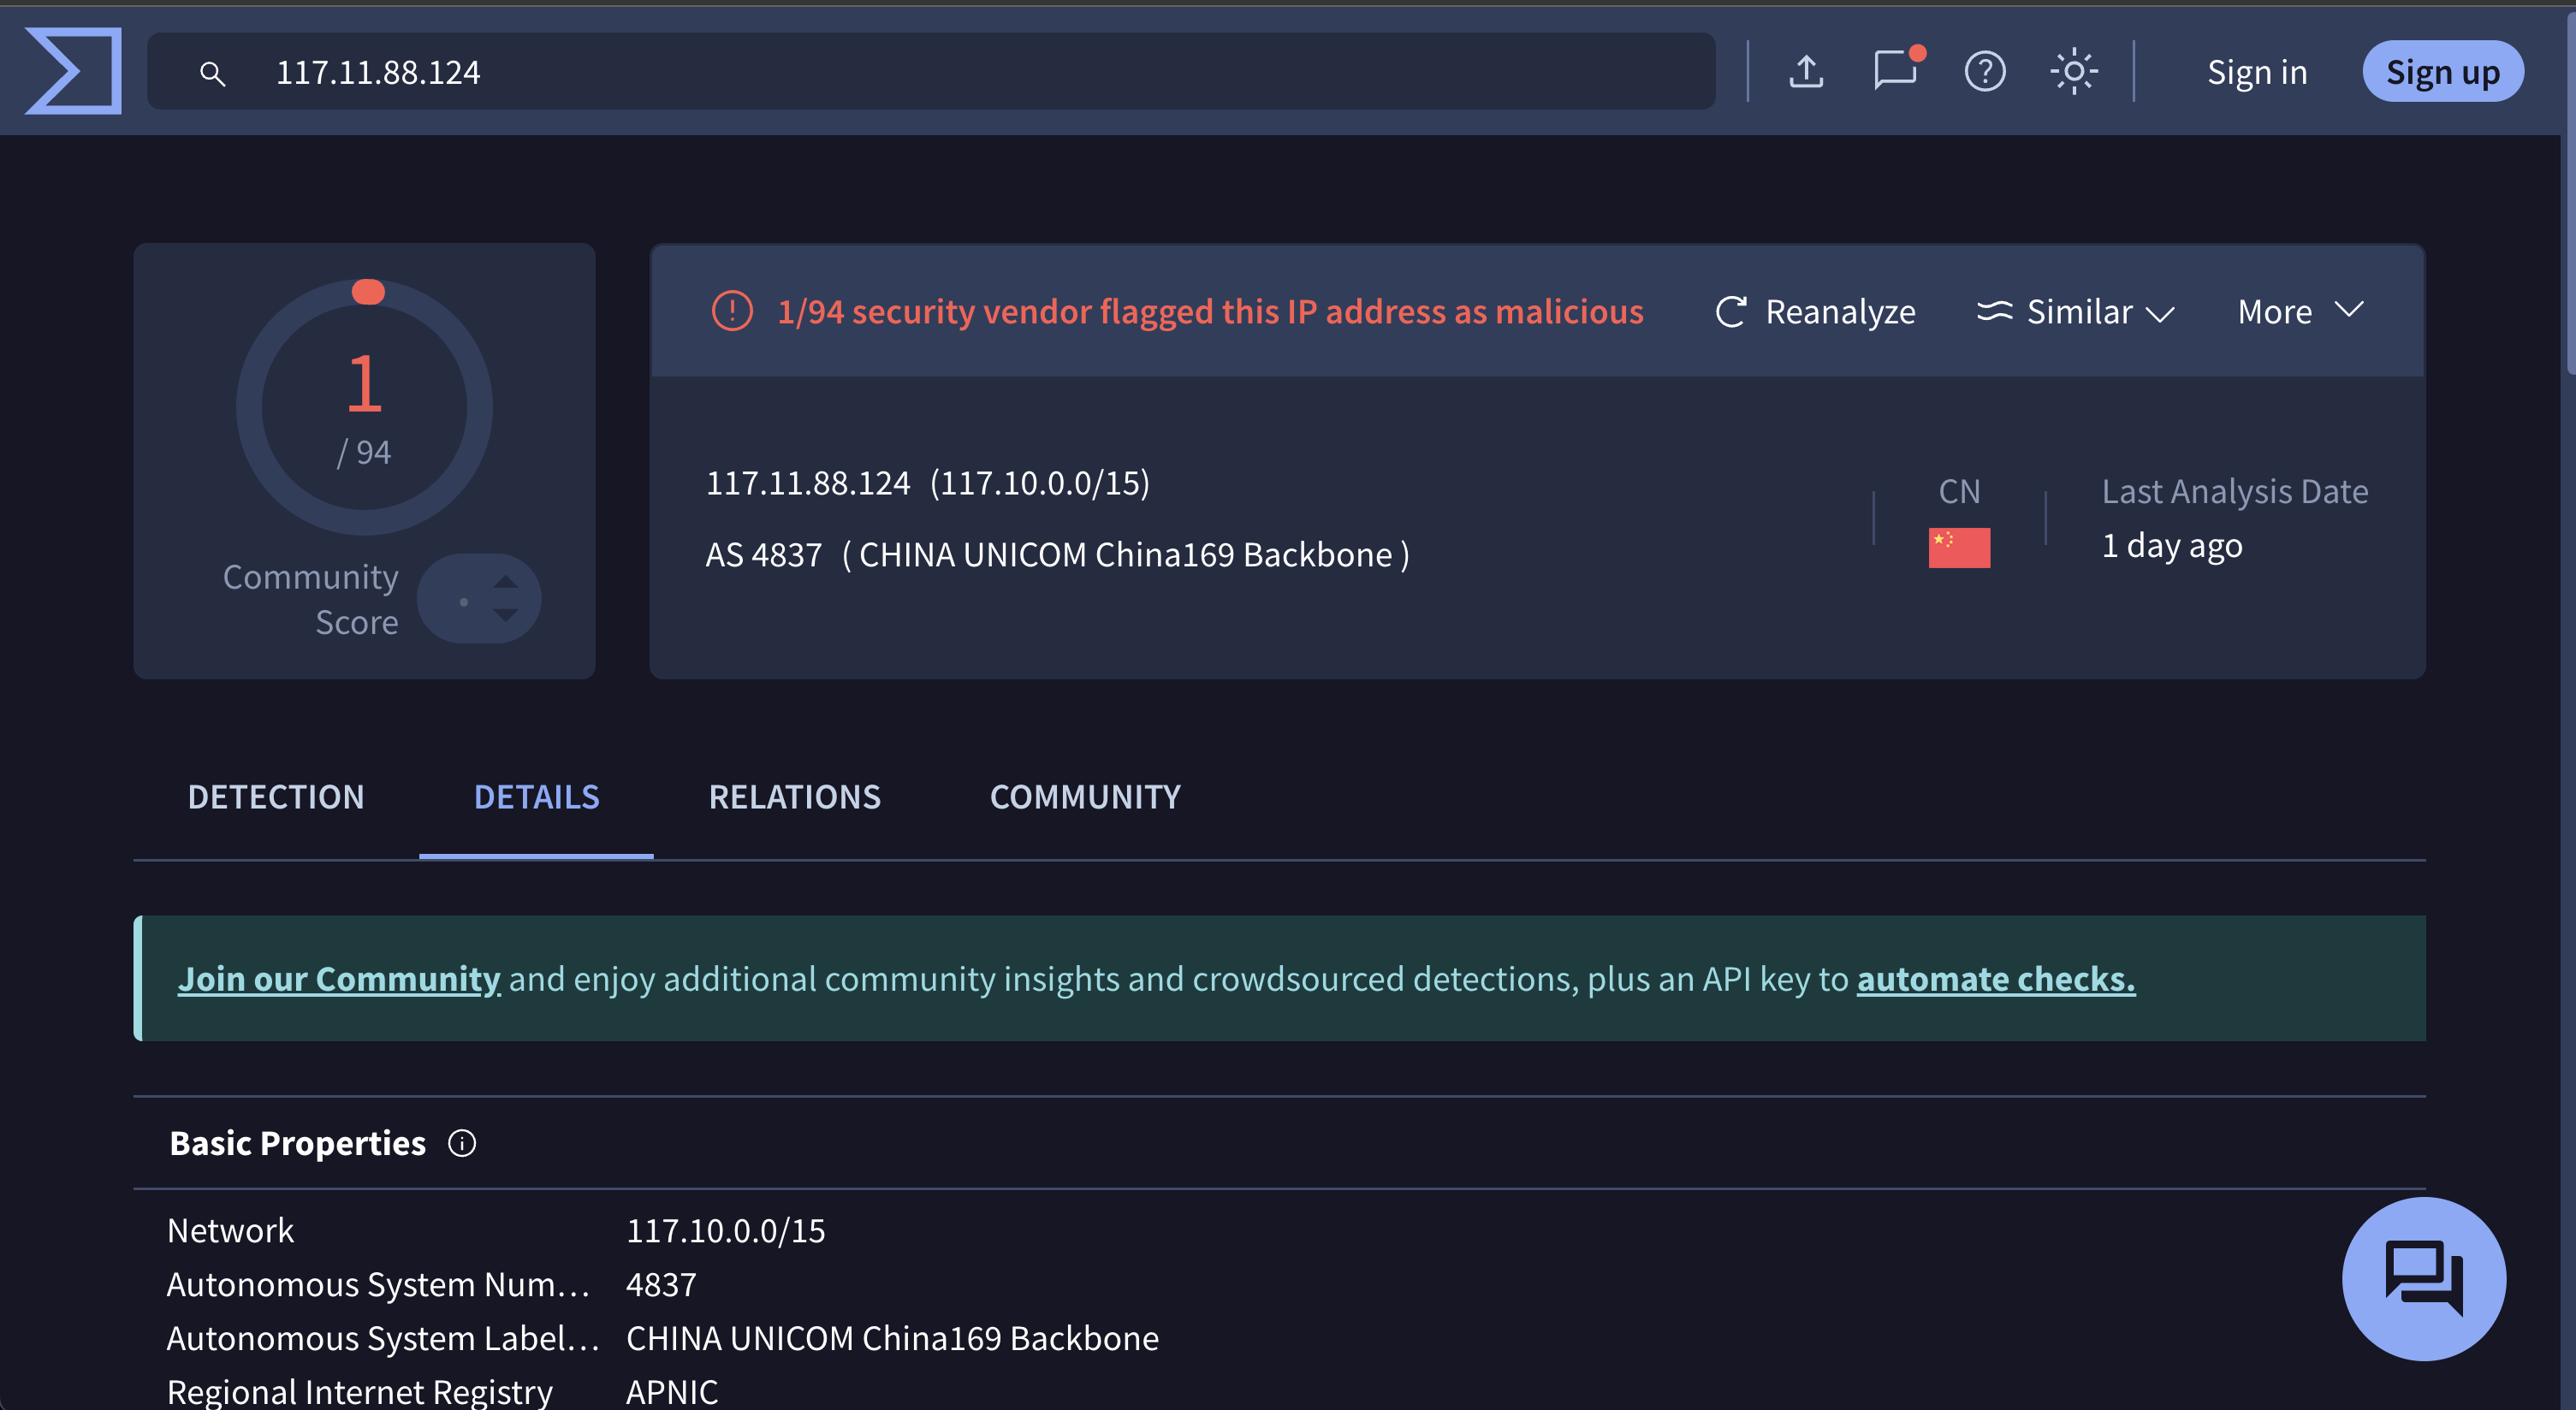 117.11.88.124
Sign in
Sign up
1
/ 94
Community
Score
1/94 security vendor flagged this IP address as malicious
Reanalyze
Similar
More
117.11.88.124 (117.10.0.0/15)
AS 4837 ( CHINA UNICOM China169 Backbone )
CN
Last Analysis Date
1 day ago
DETECTION
DETAILS
RELATIONS
COMMUNITY
Join our Community and enjoy additional community insights and crowdsourced detections, plus an API key to automate checks.
Basic Properties
Network 117.10.0.0/15
Autonomous System Num... 4837
Autonomous System Label... CHINA UNICOM China169 Backbone
Regional Internet Registry APNIC